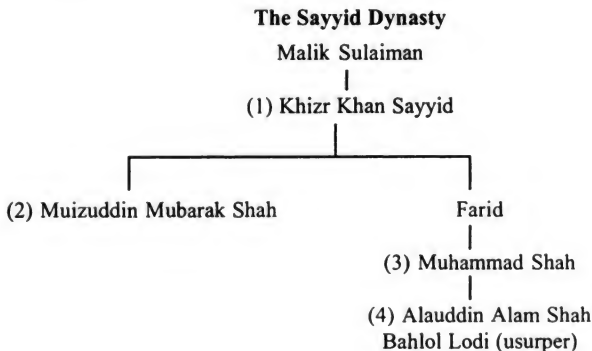 The Sayyid Dynasty
Malik Sulaiman
(1) Khizr Khan Sayyid
(2) Muizuddin Mubarak Shah
Farid
(3) Muhammad Shah
(4) Alauddin Alam Shah
Bahlol Lodi (usurper)